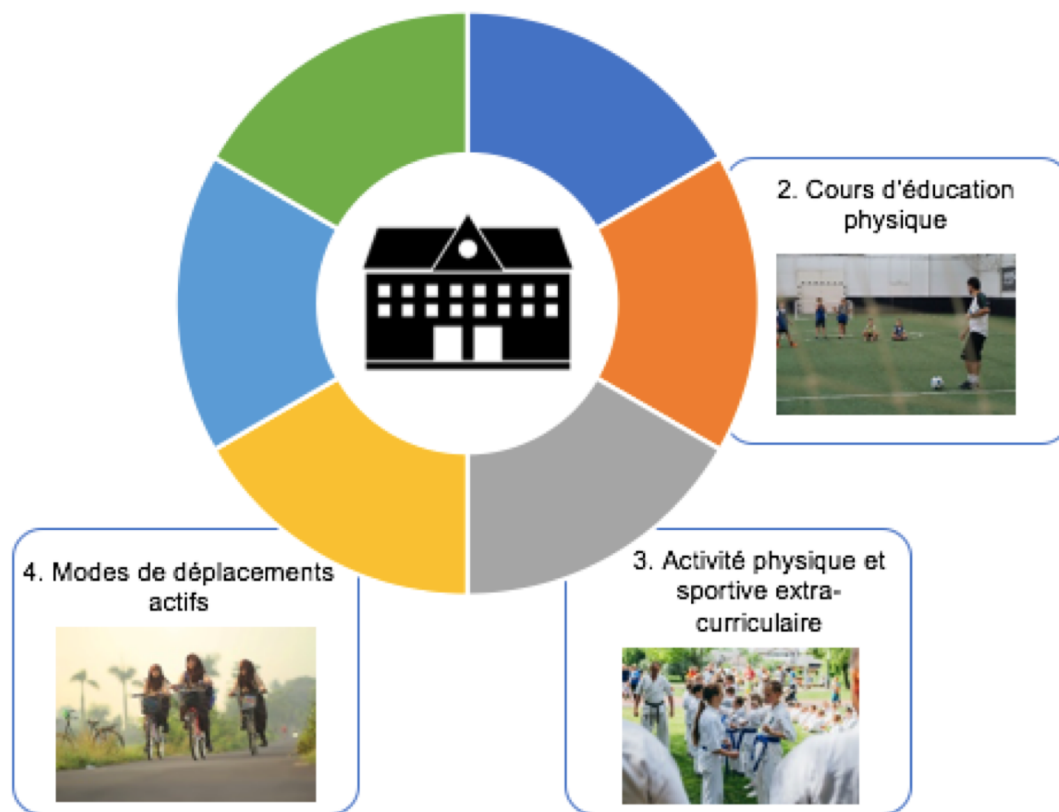 2. Cours d'éducation
physique
3. Activité physique et
sportive extra-
curriculaire
4. Modes de déplacements
actifs